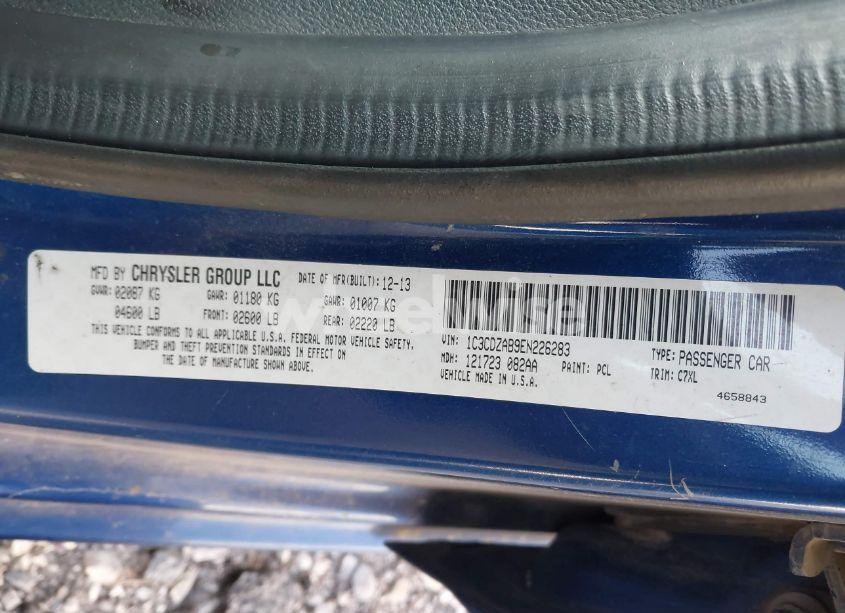 MFD BY CHRYSLER GROUP LLC DATE OF MFR(BUILT): 12-13
GVWR: 02087 KG GAWR: 01180 KG GAWR: 01007 KG
04600 LB FRONT: 02600 LB REAR: 02220 LB
THIS VEHICLE CONFORMS TO ALL APPLICABLE U.S.A. FEDERAL MOTOR VEHICLE SAFETY,
BUMPER AND THEFT PREVENTION STANDARDS IN EFFECT ON
THE DATE OF MANUFACTURE SHOWN ABOVE.
VIN: 1C3CDZAB9EN226283 TYPE: PASSENGER CAR
MDH: 121723 082AA PAINT: PCL TRIM: C7XL
VEHICLE MADE IN U.S.A. 4658843